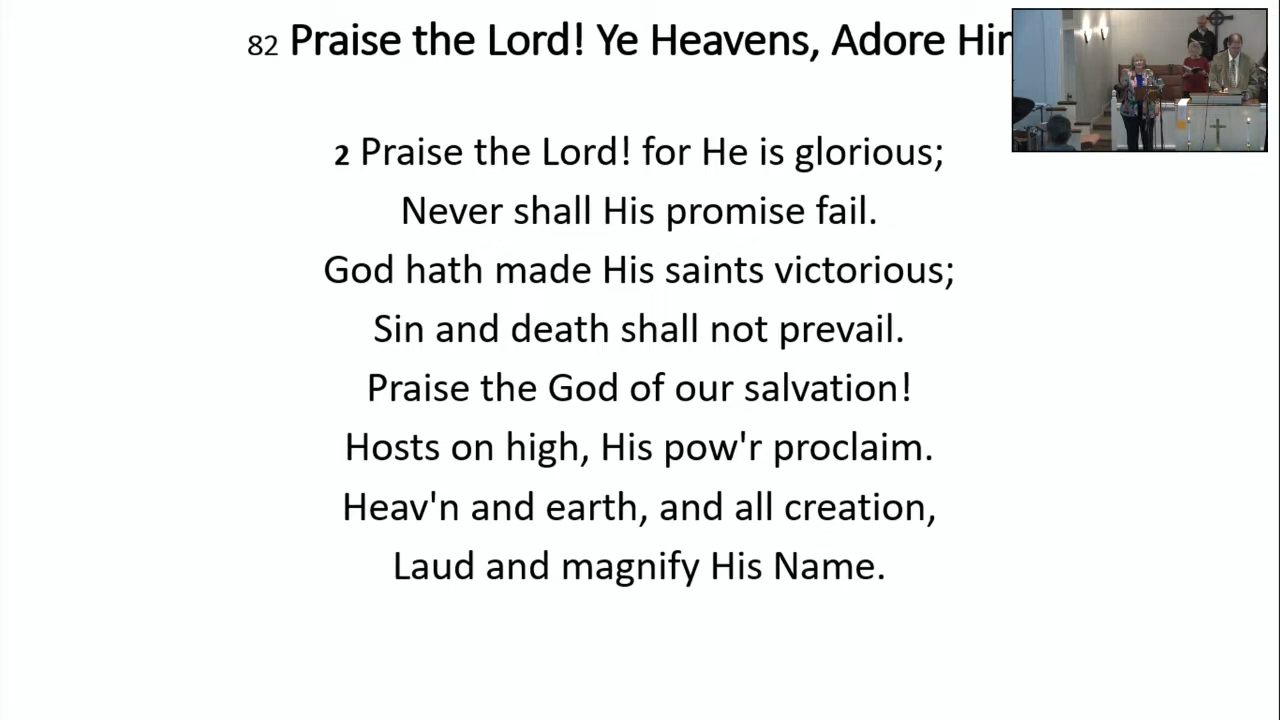 82 Praise the Lord! Ye Heavens, Adore Hi
2 Praise the Lord! for He is glorious;
Never shall His promise fail.
God hath made His saints victorious;
Sin and death shall not prevail.
Praise the God of our salvation!
Hosts on high, His pow'r proclaim.
Heav'n and earth, and all creation,
Laud and magnify His Name.